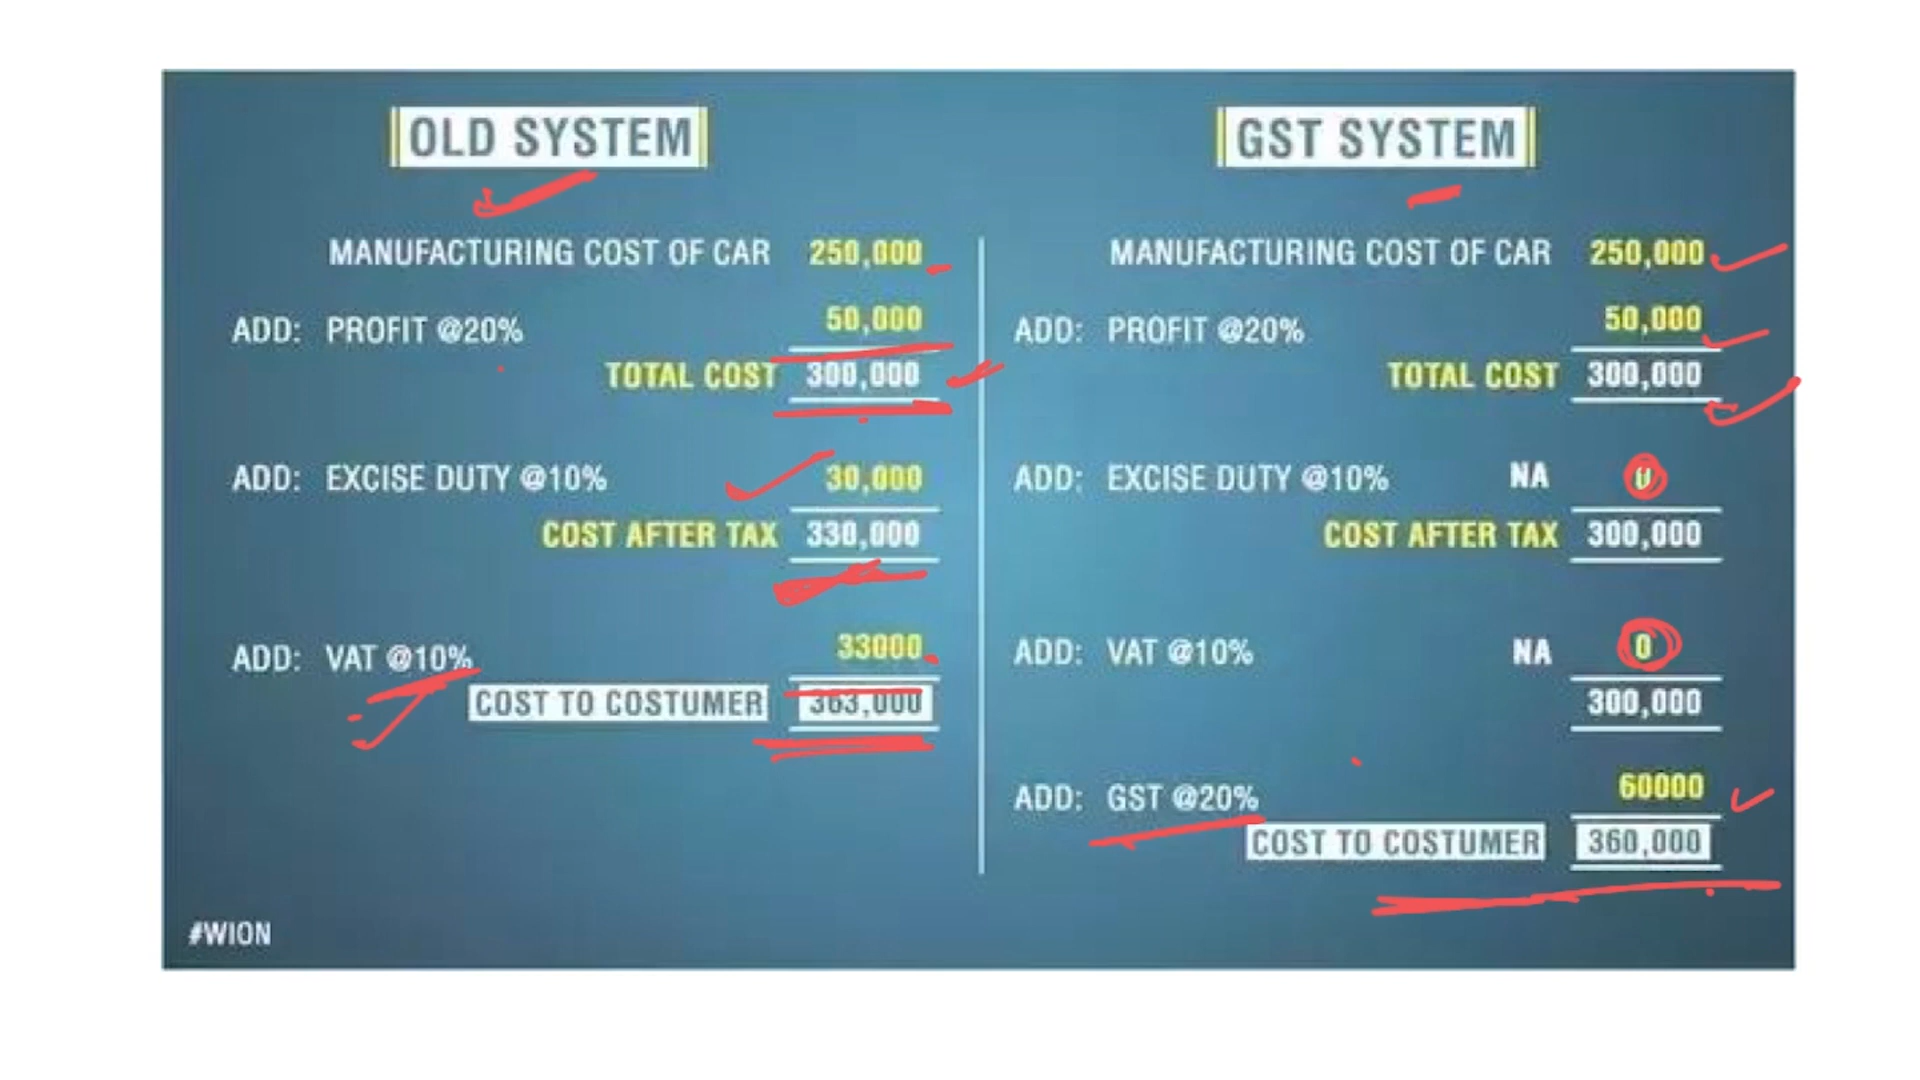 OLD SYSTEM
MANUFACTURING COST OF CAR 250,000
ADD: PROFIT @20% 50,000
TOTAL COST 300,000
ADD: EXCISE DUTY @10% 30,000
COST AFTER TAX 330,000
ADD: VAT @10% 33000
COST TO COSTUMER 363,000
GST SYSTEM
MANUFACTURING COST OF CAR 250,000
ADD: PROFIT @20% 50,000
TOTAL COST 300,000
ADD: EXCISE DUTY @10% NA 0
COST AFTER TAX 300,000
ADD: VAT @10% NA 0
300,000
ADD: GST @20% 60000
COST TO COSTUMER 360,000
#WION